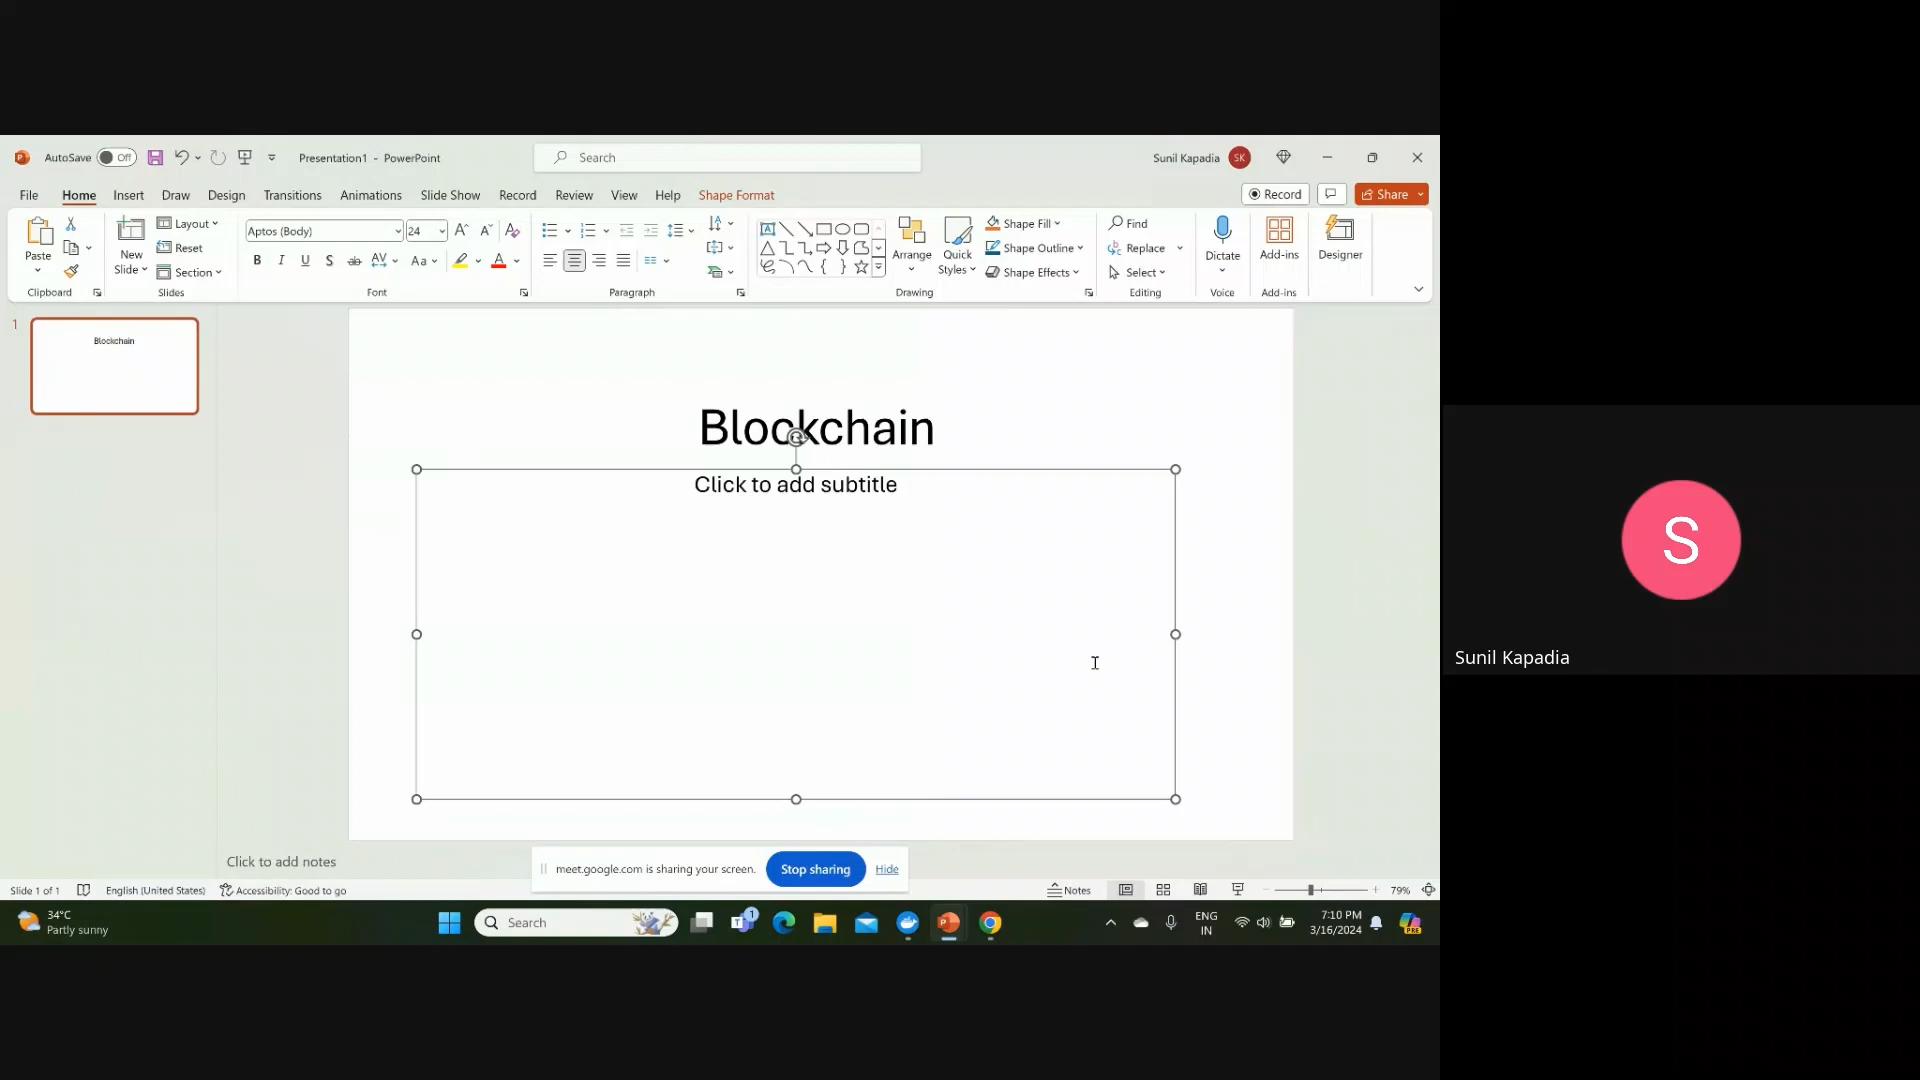 AutoSave Off Presentation1 - PowerPoint Search Sunil Kapadia SK
File Home Insert Draw Design Transitions Animations Slide Show Record Review View Help Shape Format Record Share
Paste New Slide Layout Reset Section Aptos (Body) 24 Arrange Quick Styles Shape Fill Shape Outline Shape Effects Find Replace Select Dictate Add-ins Designer
B I U S ab AV Aa A
Clipboard Slides Font Paragraph Drawing Editing Voice Add-ins
1
Blockchain
Blockchain
Click to add subtitle
S
Sunil Kapadia
Click to add notes
meet.google.com is sharing your screen. Stop sharing Hide
Slide 1 of 1 English (United States) Accessibility: Good to go Notes 79%
34°C
Partly sunny
Search
1
ENG
IN
7:10 PM
3/16/2024
PRE